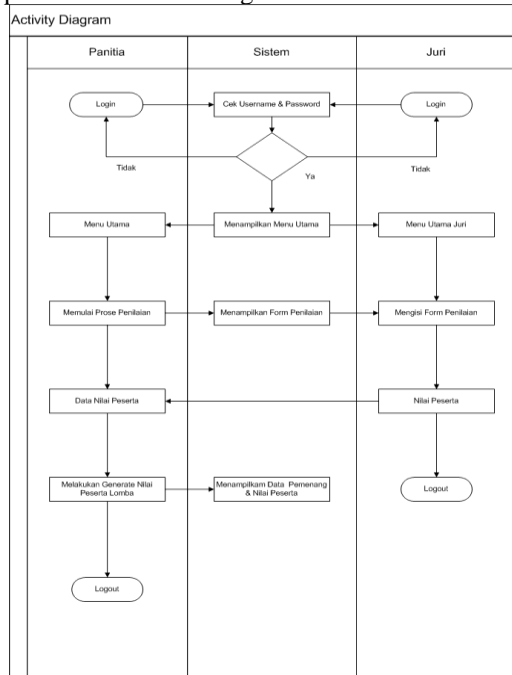 Activity Diagram
Panitia
Sistem
Juri
Login
Cek Username & Password
Login
Tidak
Ya
Tidak
Menu Utama
Menampilkan Menu Utama
Menu Utama Juri
Memulai Prose Penilaian
Menampilkan Form Penilaian
Mengisi Form Penilaian
Data Nilai Peserta
Nilai Peserta
Melakukan Generate Nilai
Peserta Lomba
Menampilkam Data Pemenang
& Nilai Peserta
Logout
Logout